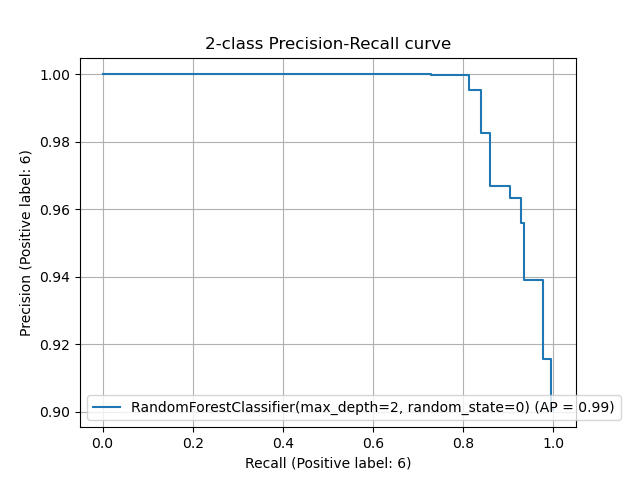 2-class Precision-Recall curve
1.00
0.98
0.96
0.94
0.92
0.90
Precision (Positive label: 6)
RandomForestClassifier(max_depth=2, random_state=0) (AP = 0.99)
0.0 0.2 0.4 0.6 0.8 1.0
Recall (Positive label: 6)